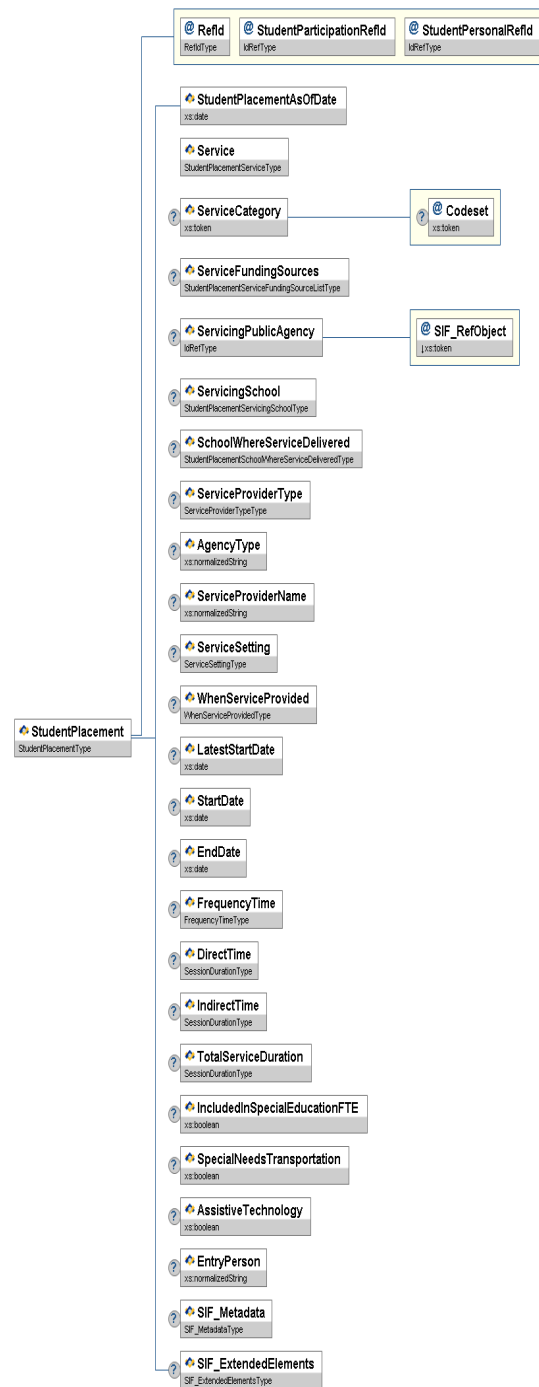 @ RefId @ StudentParticipationRefId @ StudentPersonalRefId
RefIdType IdRefType IdRefType
StudentPlacementAsOfDate
xs:date
Service
StudentPlacementServiceType
? ServiceCategory ? @ Codeset
xs:token xs:token
? ServiceFundingSources
StudentPlacementServiceFundingSourceListType
? ServicingPublicAgency @ SIF_RefObject
IdRefType ↓xs:token
? ServicingSchool
StudentPlacementServicingSchoolType
? SchoolWhereServiceDelivered
StudentPlacementSchoolWhereServiceDeliveredType
? ServiceProviderType
ServiceProviderTypeType
? AgencyType
xs:normalizedString
? ServiceProviderName
xs:normalizedString
? ServiceSetting
ServiceSettingType
? WhenServiceProvided
WhenServiceProvidedType
StudentPlacement
StudentPlacementType
? LatestStartDate
xs:date
? StartDate
xs:date
? EndDate
xs:date
? FrequencyTime
FrequencyTimeType
? DirectTime
SessionDurationType
? IndirectTime
SessionDurationType
? TotalServiceDuration
SessionDurationType
? IncludedInSpecialEducationFTE
xs:boolean
? SpecialNeedsTransportation
xs:boolean
? AssistiveTechnology
xs:boolean
? EntryPerson
xs:normalizedString
? SIF_Metadata
SIF_MetadataType
? SIF_ExtendedElements
SIF_ExtendedElementsType